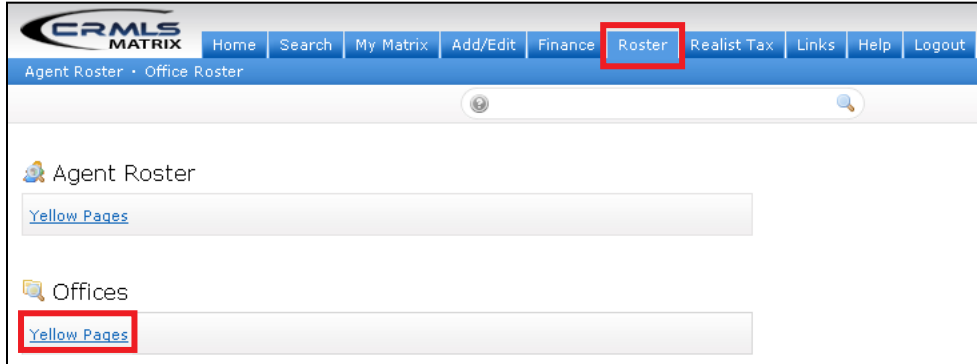 CRMLS
MATRIX
Home Search My Matrix Add/Edit Finance Roster Realist Tax Links Help Logout
Agent Roster · Office Roster
Agent Roster
Yellow Pages
Offices
Yellow Pages